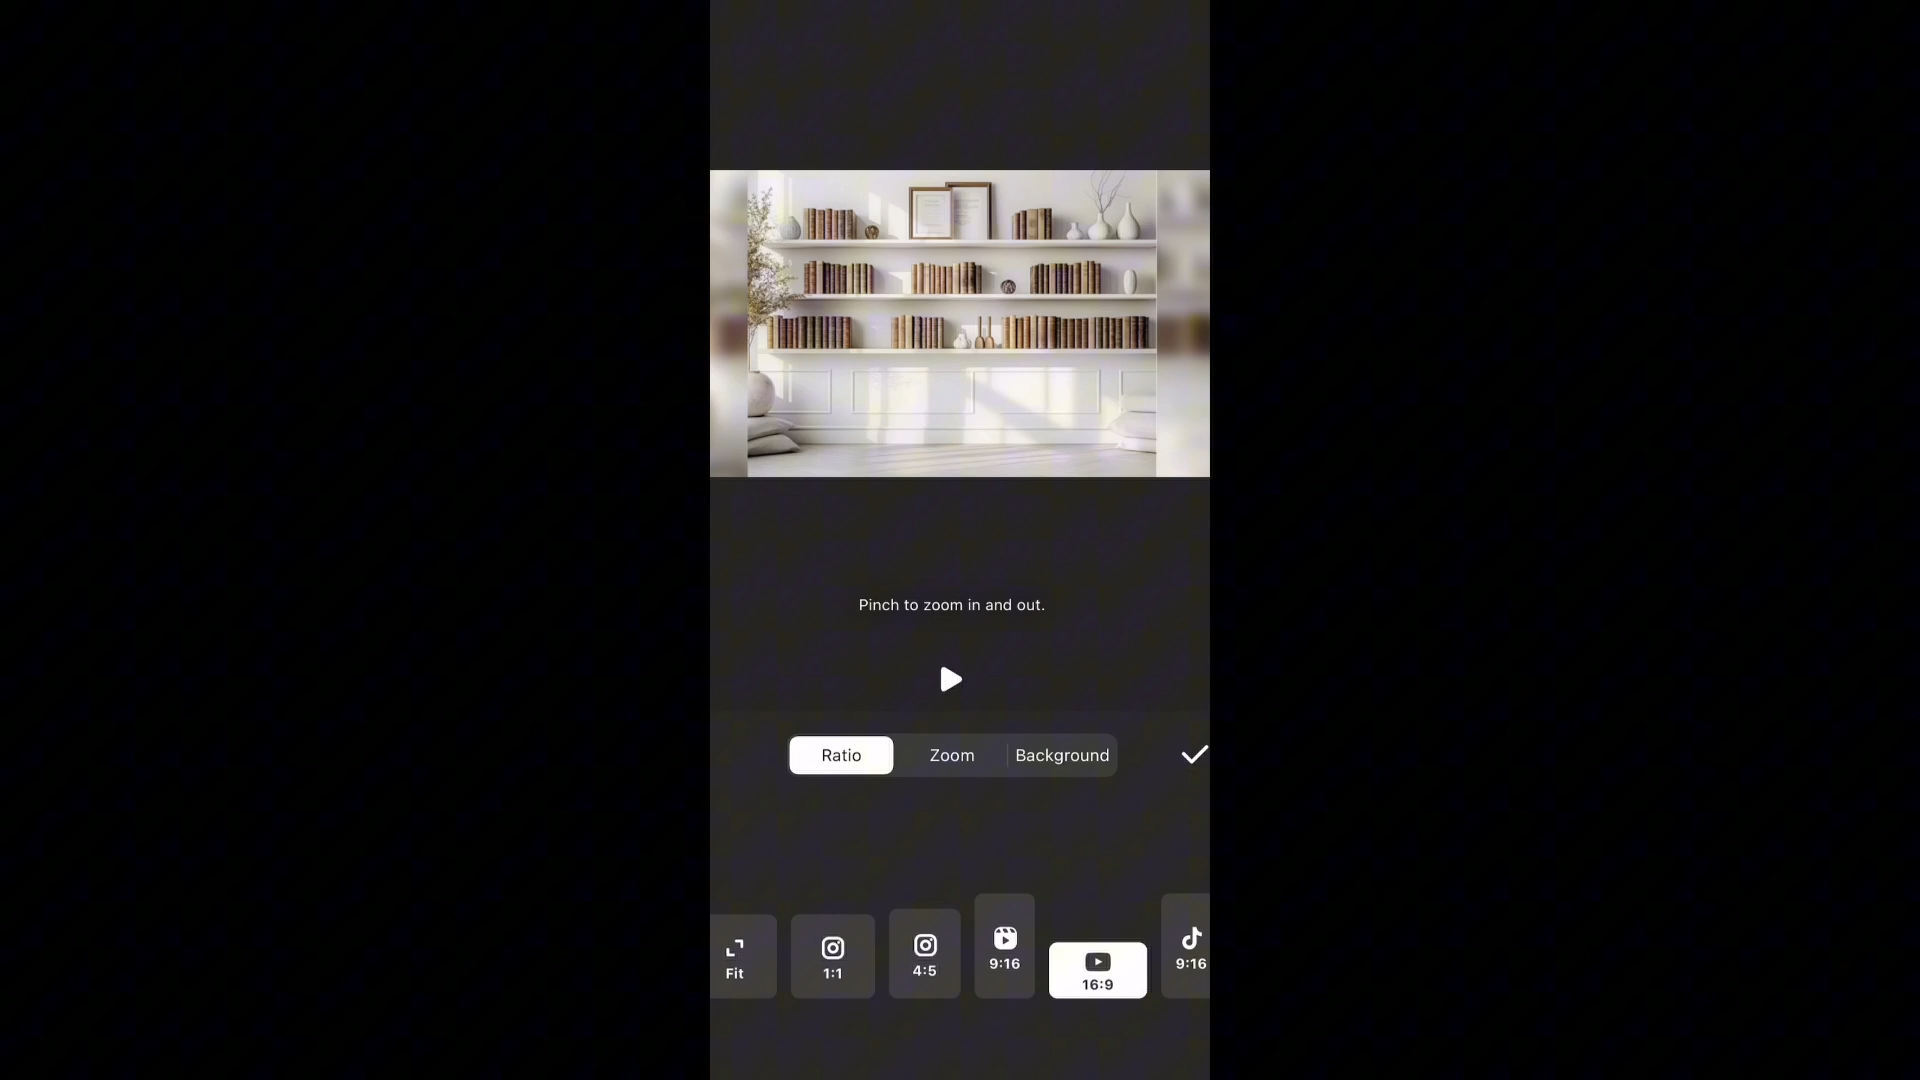 Pinch to zoom in and out.
Ratio
Zoom
Background
Fit
1:1
4:5
9:16
16:9
9:16